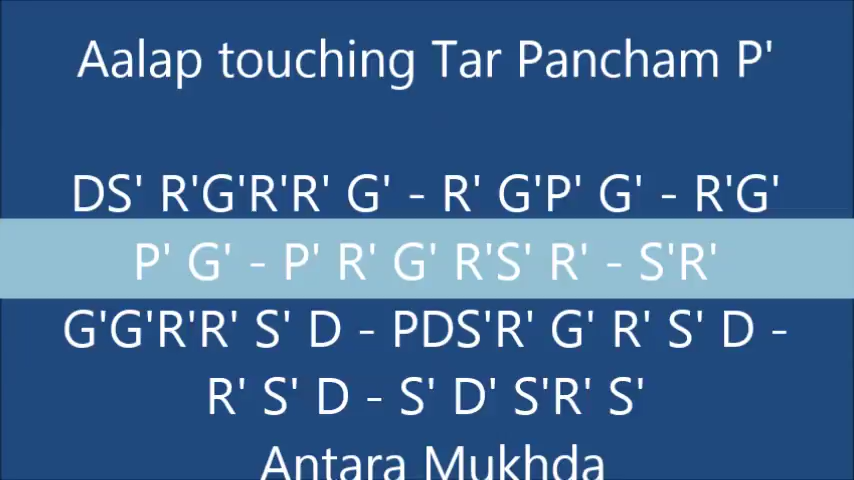 Aalap touching Tar Pancham P'
DS' R'G'R'R' G' - R' G'P' G' - R'G'
P' G' - P' R' G' R'S' R' - S'R'
G'G'R'R' S' D - PDS'R' G' R' S' D -
R' S' D - S' D' S'R' S'
Antara Mukhda